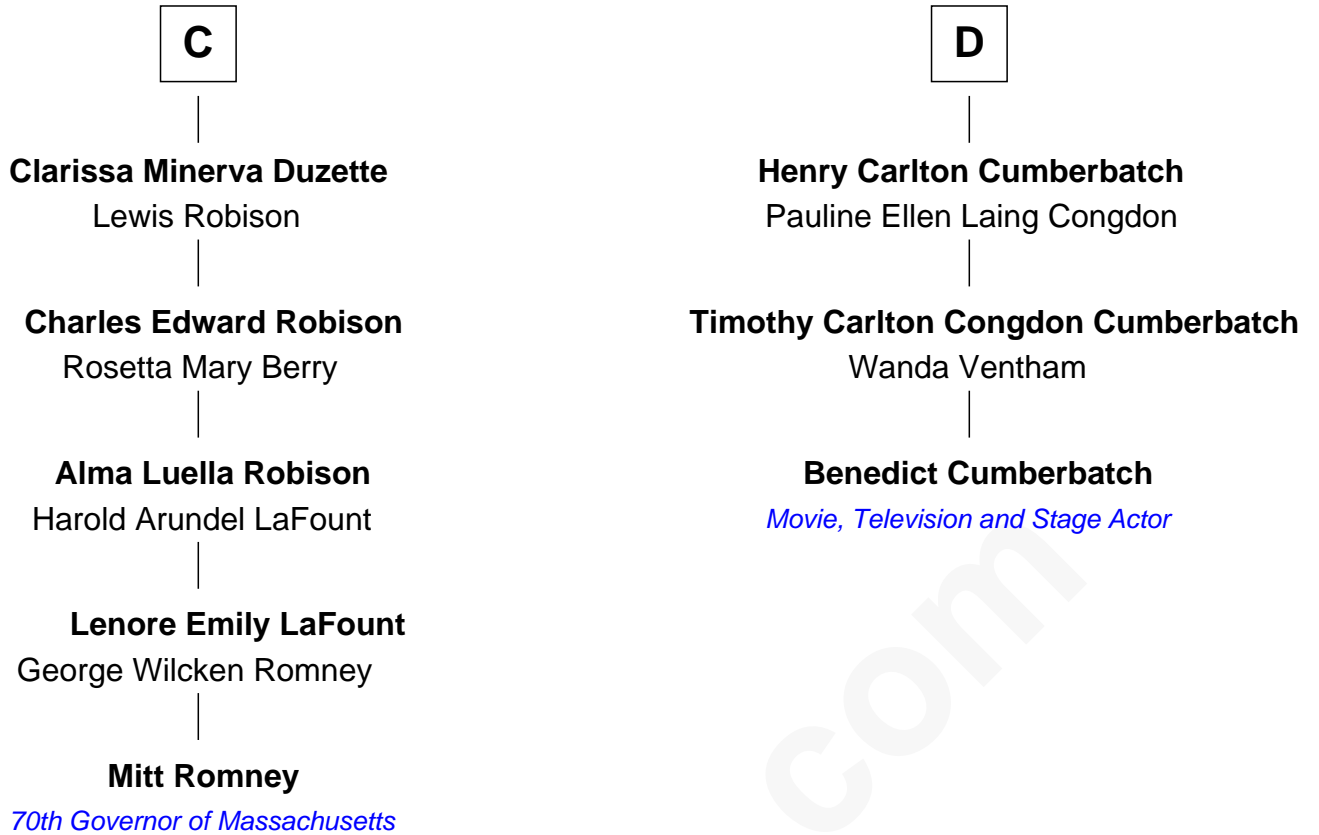 C
Clarissa Minerva Duzette
Lewis Robison
Charles Edward Robison
Rosetta Mary Berry
Alma Luella Robison
Harold Arundel LaFount
Lenore Emily LaFount
George Wilcken Romney
Mitt Romney
70th Governor of Massachusetts
D
Henry Carlton Cumberbatch
Pauline Ellen Laing Congdon
Timothy Carlton Congdon Cumberbatch
Wanda Ventham
Benedict Cumberbatch
Movie, Television and Stage Actor
com